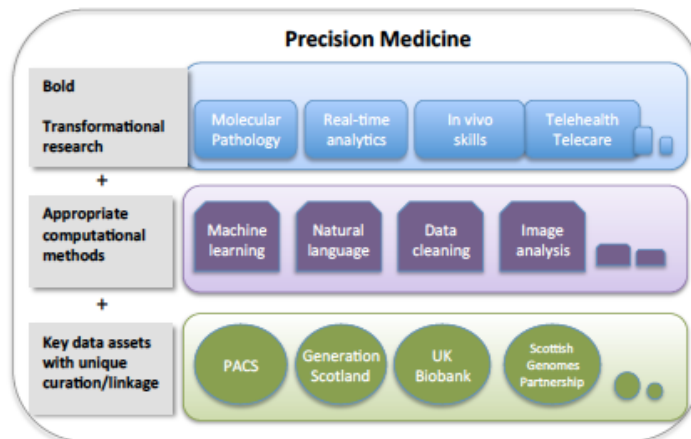 Precision Medicine
Bold
Transformational
research
Molecular
Pathology
Real-time
analytics
In vivo
skills
Telehealth
Telecare
+
Appropriate
computational
methods
Machine
learning
Natural
language
Data
cleaning
Image
analysis
+
Key data assets
with unique
curation/linkage
PACS
Generation
Scotland
UK
Biobank
Scottish
Genomes
Partnership